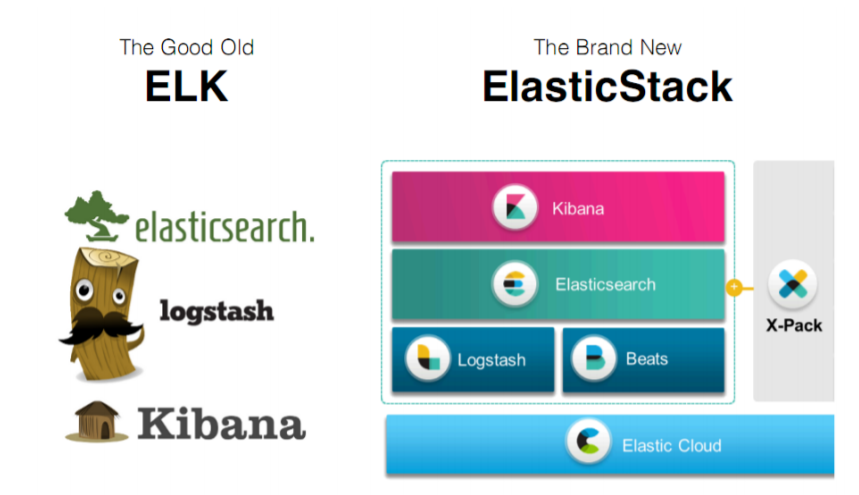 The Good Old
ELK
elasticsearch.
logstash
Kibana
The Brand New
ElasticStack
Kibana
Elasticsearch
Logstash
Beats
+
X-Pack
Elastic Cloud